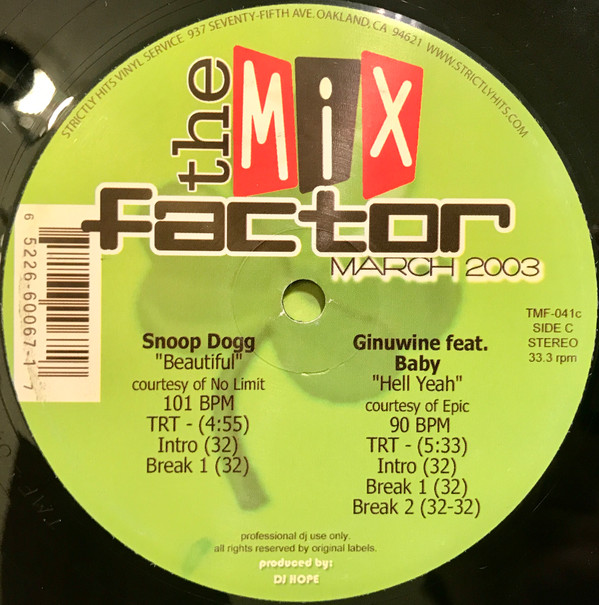 STRICTLY HITS VINYL SERVICE 937 SEVENTY-FIFTH AVE. OAKLAND, CA 94621 WWW.STRICTLYHITS.COM
the MiX
factor
MARCH 2003
6 5226-60067-1 7
TMF-041c
SIDE C
STEREO
33.3 rpm
Snoop Dogg
"Beautiful"
courtesy of No Limit
101 BPM
TRT - (4:55)
Intro (32)
Break 1 (32)
Ginuwine feat.
Baby
"Hell Yeah"
courtesy of Epic
90 BPM
TRT - (5:33)
Intro (32)
Break 1 (32)
Break 2 (32-32)
professional dj use only.
all rights reserved by original labels.
produced by:
DJ HOPE